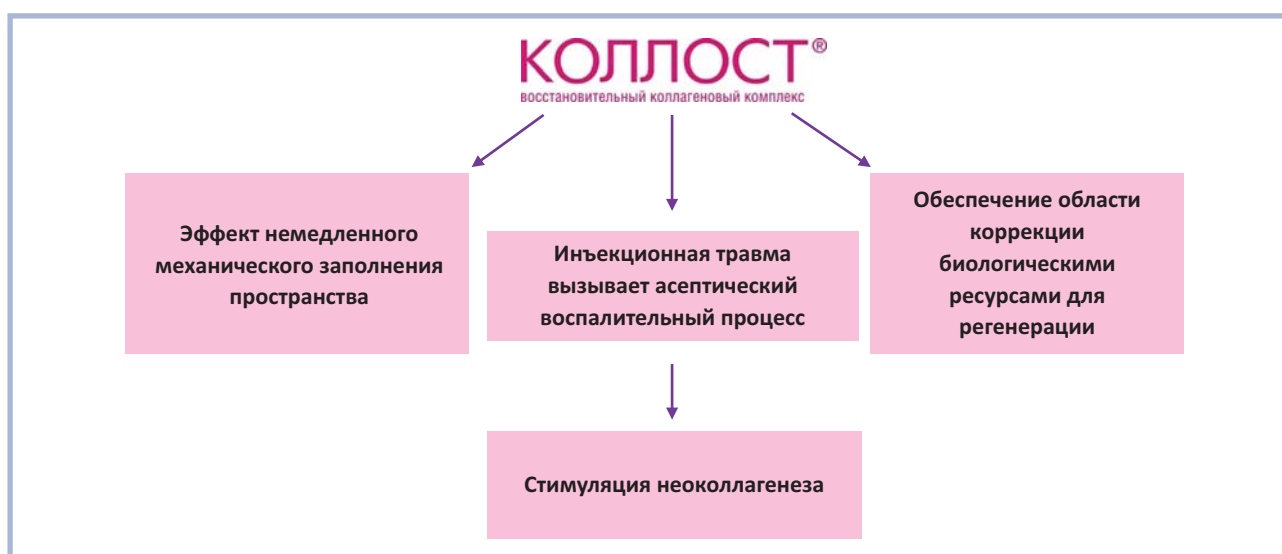 КОЛЛОСТ®
восстановительный коллагеновый комплекс
Эффект немедленного
механического заполнения
пространства
Инъекционная травма
вызывает асептический
воспалительный процесс
Обеспечение области
коррекции
биологическими
ресурсами для
регенерации
Стимуляция неоколлагенеза